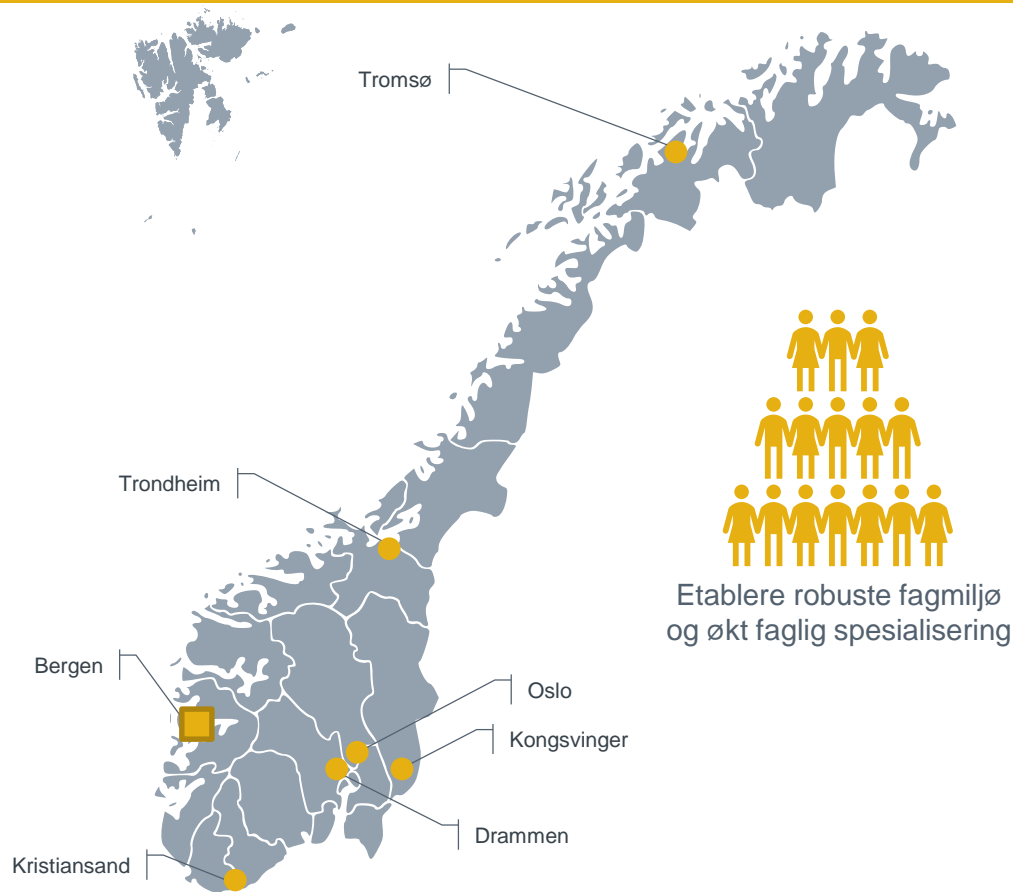 Tromsø
Trondheim
Etablere robuste fagmiljø
og økt faglig spesialisering
Bergen
Oslo
Kongsvinger
Drammen
Kristiansand